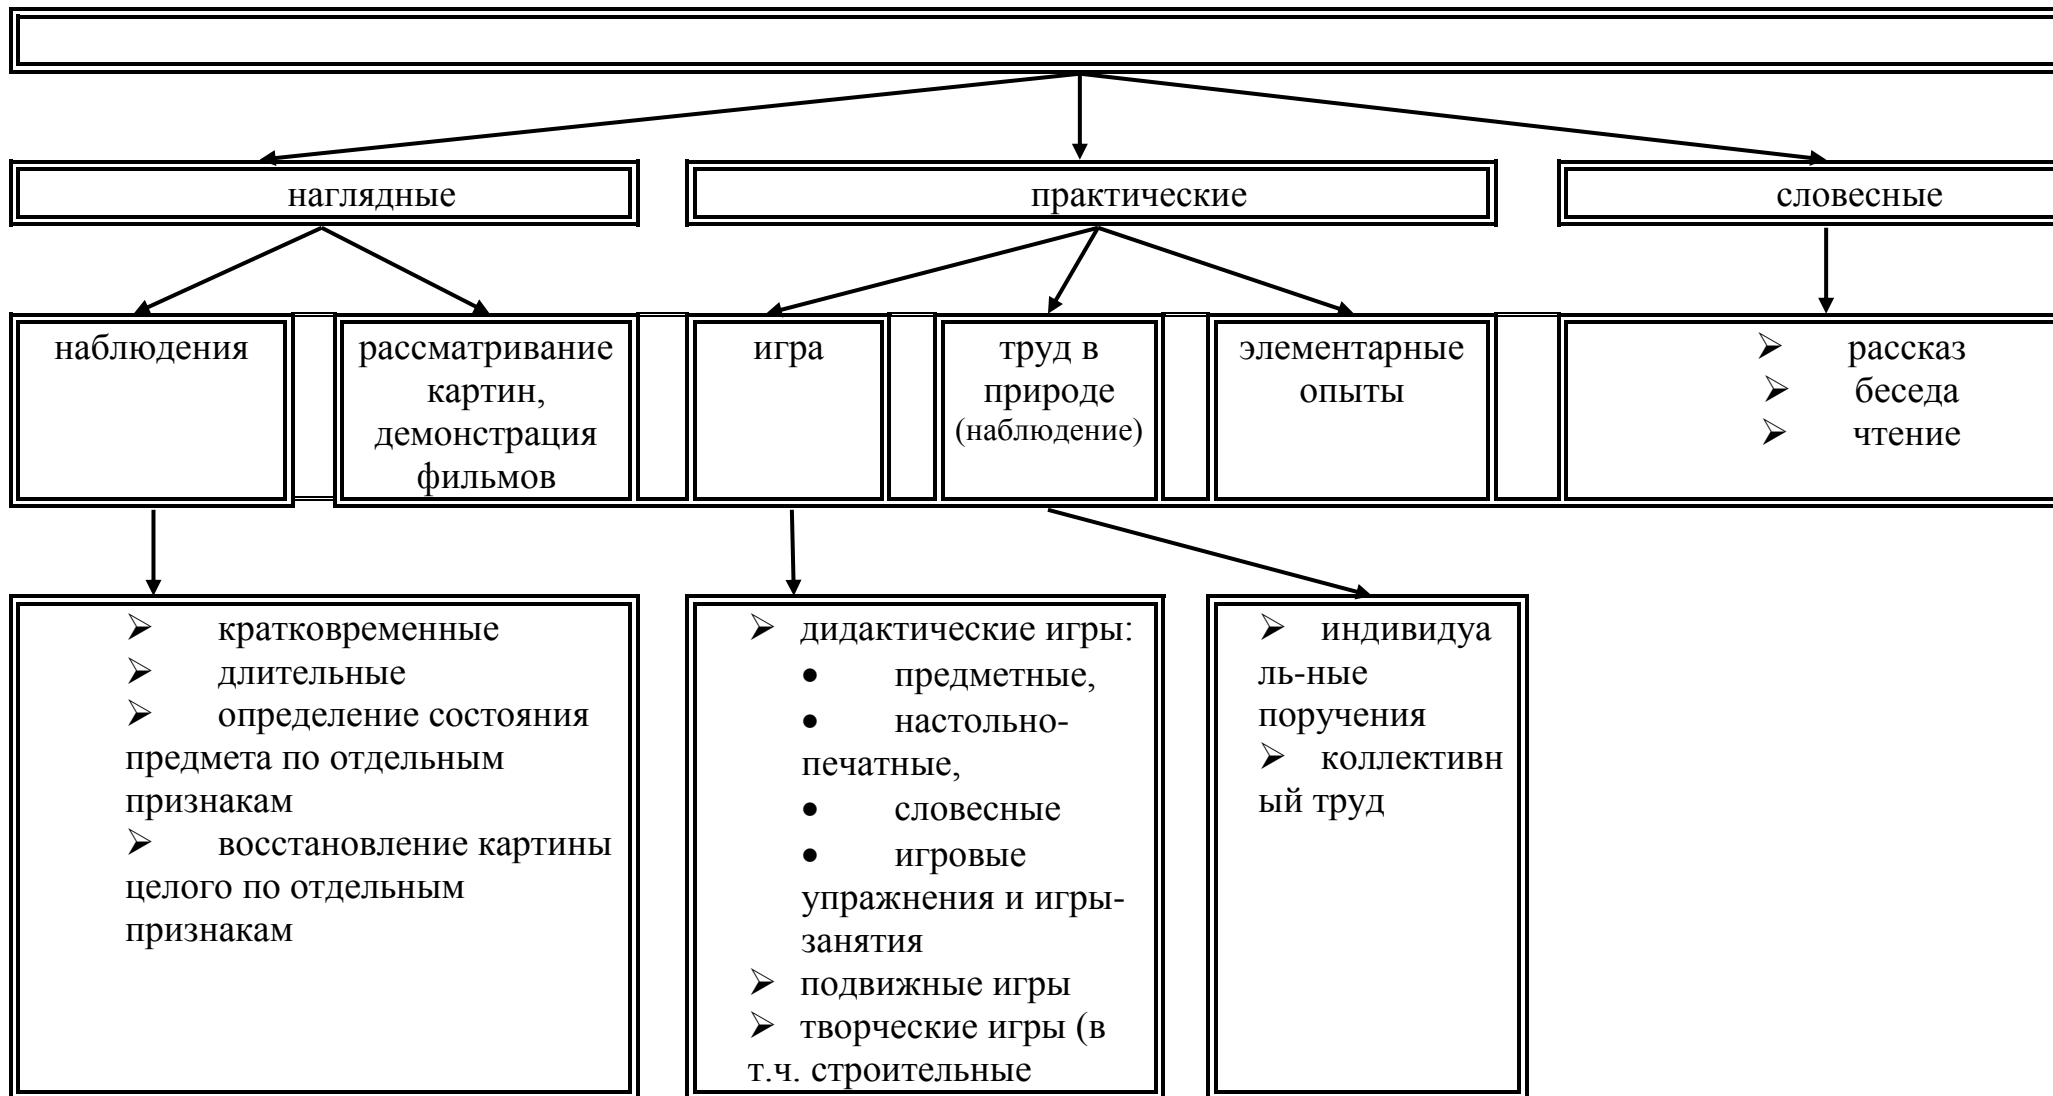 наглядные
практические
словесные
наблюдения
рассматривание
картин,
демонстрация
фильмов
игра
труд в
природе
(наблюдение)
элементарные
опыты
➢ рассказ
➢ беседа
➢ чтение
➢ кратковременные
➢ длительные
➢ определение состояния
предмета по отдельным
признакам
➢ восстановление картины
целого по отдельным
признакам
➢ дидактические игры:
• предметные,
• настольно-
печатные,
• словесные
• игровые
упражнения и игры-
занятия
➢ подвижные игры
➢ творческие игры (в
т.ч. строительные
➢ индивидуа
ль-ные
поручения
➢ коллективн
ый труд